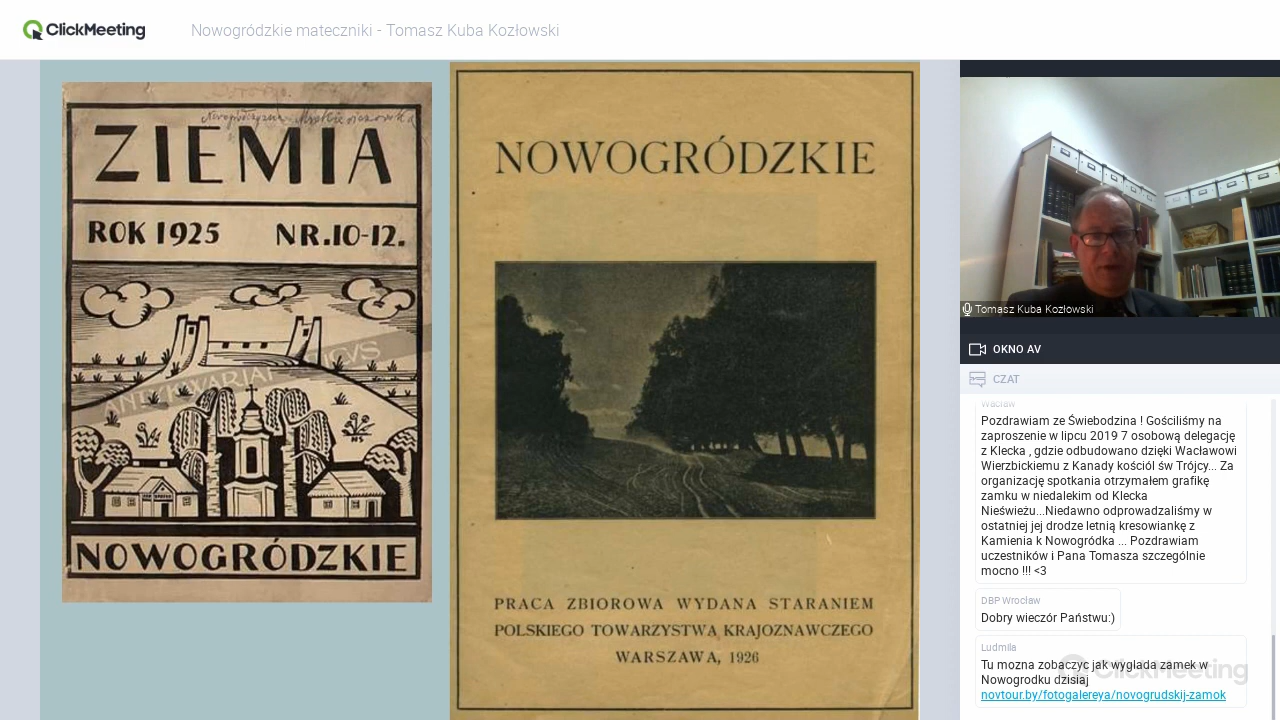 ClickMeeting
Nowogródzkie mateczniki - Tomasz Kuba Kozłowski
ZIEMIA
ROK 1925 NR.10-12.
NOWOGRÓDZKIE
NOWOGRÓDZKIE
PRACA ZBIOROWA WYDANA STARANIEM
POLSKIEGO TOWARZYSTWA KRAJOZNAWCZEGO
WARSZAWA, 1926
Tomasz Kuba Kozłowski
OKNO AV
CZAT
Wacław
Pozdrawiam ze Świebodzina ! Gościliśmy na
zaproszenie w lipcu 2019 7 osobową delegację
z Klecka , gdzie odbudowano dzięki Wacławowi
Wierzbickiemu z Kanady kościól św Trójcy... Za
organizację spotkania otrzymałem grafikę
zamku w niedalekim od Klecka
Nieświeżu...Niedawno odprowadzaliśmy w
ostatniej jej drodze letnią kresowiankę z
Kamienia k Nowogródka ... Pozdrawiam
uczestników i Pana Tomasza szczególnie
mocno !!! <3
DBP Wrocław
Dobry wieczór Państwu:)
Ludmila
Tu mozna zobaczyc jak wyglada zamek w
Nowogrodku dzisiaj
novtour.by/fotogalereya/novogrudskij-zamok
ClickMeeting